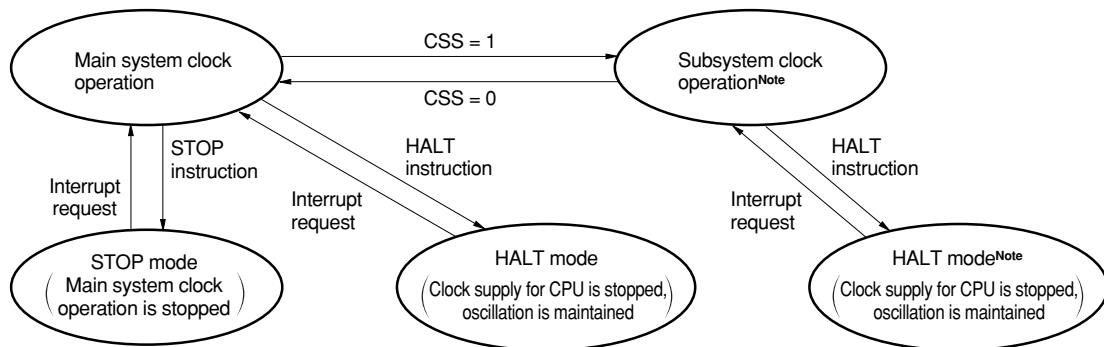 Main system clock
operation
CSS = 1
CSS = 0
Subsystem clock
operationNote
STOP
instruction
Interrupt
request
HALT
instruction
Interrupt
request
HALT
instruction
Interrupt
request
STOP mode
(Main system clock
operation is stopped)
HALT mode
(Clock supply for CPU is stopped,
oscillation is maintained)
HALT modeNote
(Clock supply for CPU is stopped,
oscillation is maintained)